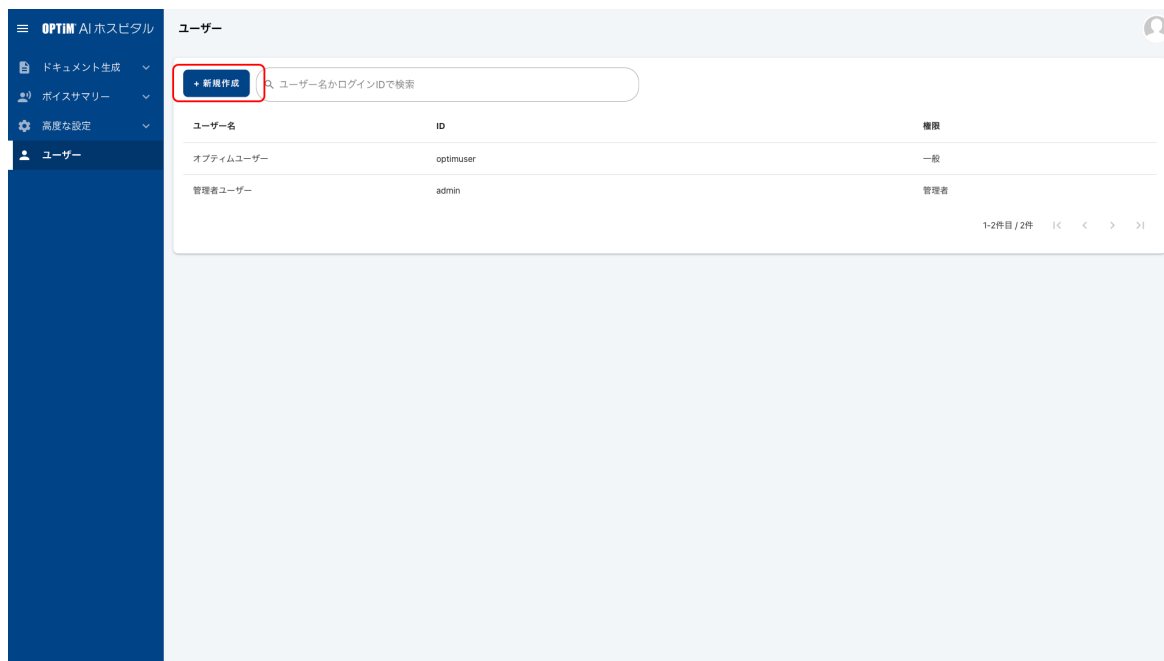 OPTiM AI ホスピタル
ユーザー
ドキュメント生成
ボイスサマリー
高度な設定
ユーザー
+ 新規作成
ユーザー名かログインIDで検索
ユーザー名 ID 権限
オプティムユーザー optimuser 一般
管理者ユーザー admin 管理者
1-2件目 / 2件